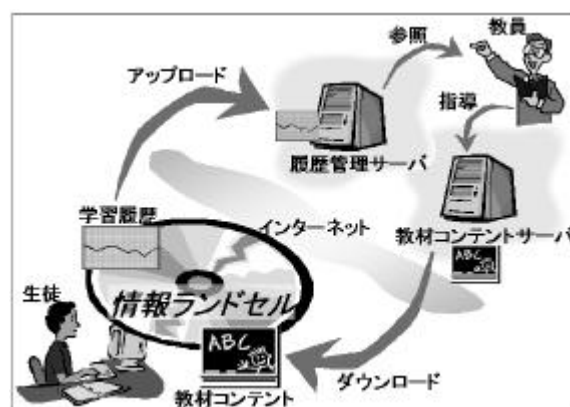 参照
教員
アップロード
指導
履歴管理サーバ
学習履歴
インターネット
教材コンテントサーバ
ABC
生徒
情報ランドセル
ABC
教材コンテント
ダウンロード